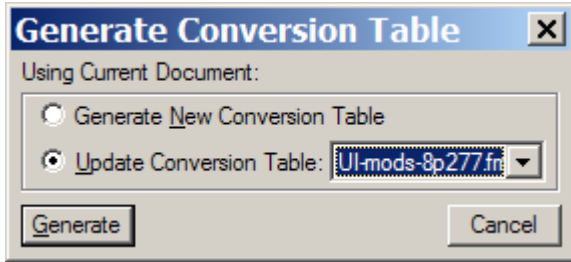 Generate Conversion Table
Using Current Document:
Generate New Conversion Table
Update Conversion Table: UI-mods-8p277.fm
Generate Cancel